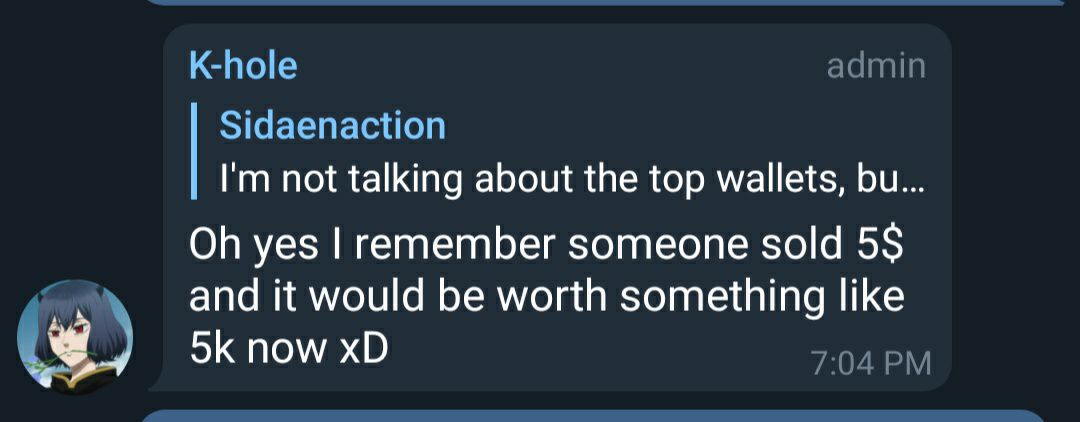 K-hole admin
Sidaenaction
I'm not talking about the top wallets, bu...
Oh yes I remember someone sold 5$
and it would be worth something like
5k now xD
7:04 PM